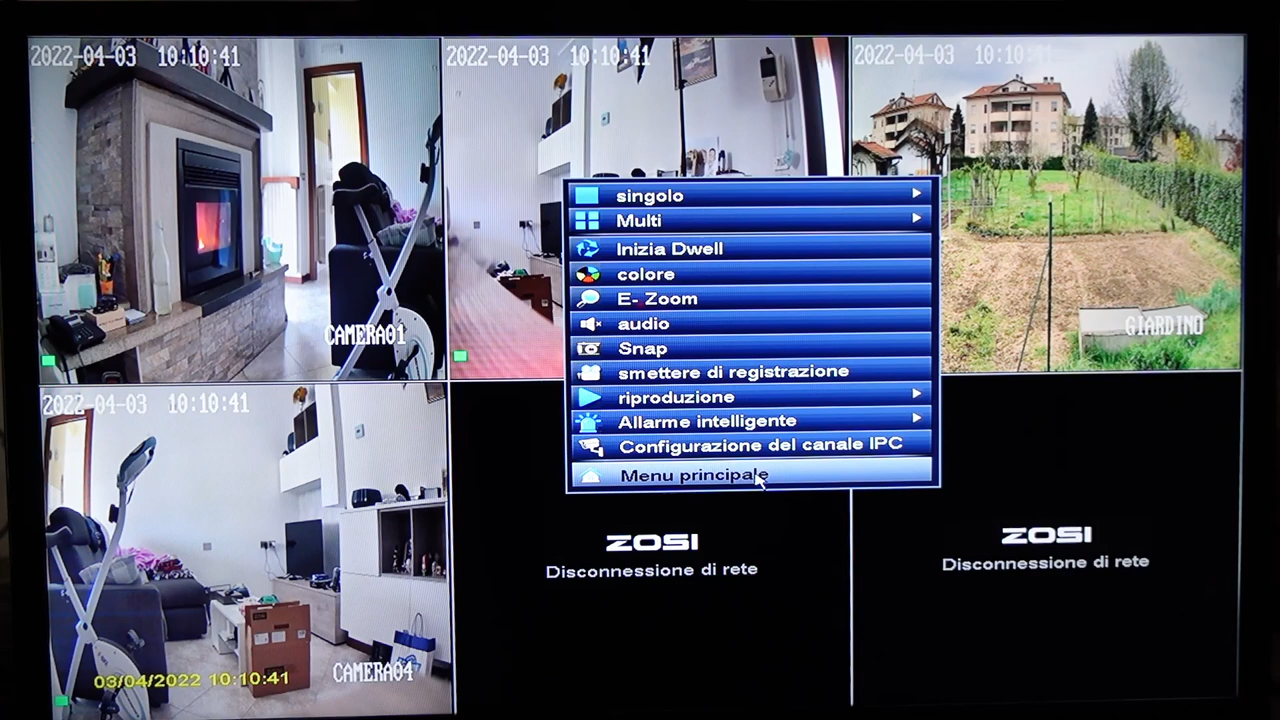 2022-04-03 10:10:41
2022-04-03 10:10:41
2022-04-03 10:10:41
CAMERA01
GIARDINO
singolo
Multi
Inizia Dwell
colore
E- Zoom
audio
Snap
smettere di registrazione
riproduzione
Allarme intelligente
Configurazione del canale IPC
Menu principale
2022-04-03 10:10:41
03/04/2022 10:10:41
CAMERA04
ZOSI
Disconnessione di rete
ZOSI
Disconnessione di rete